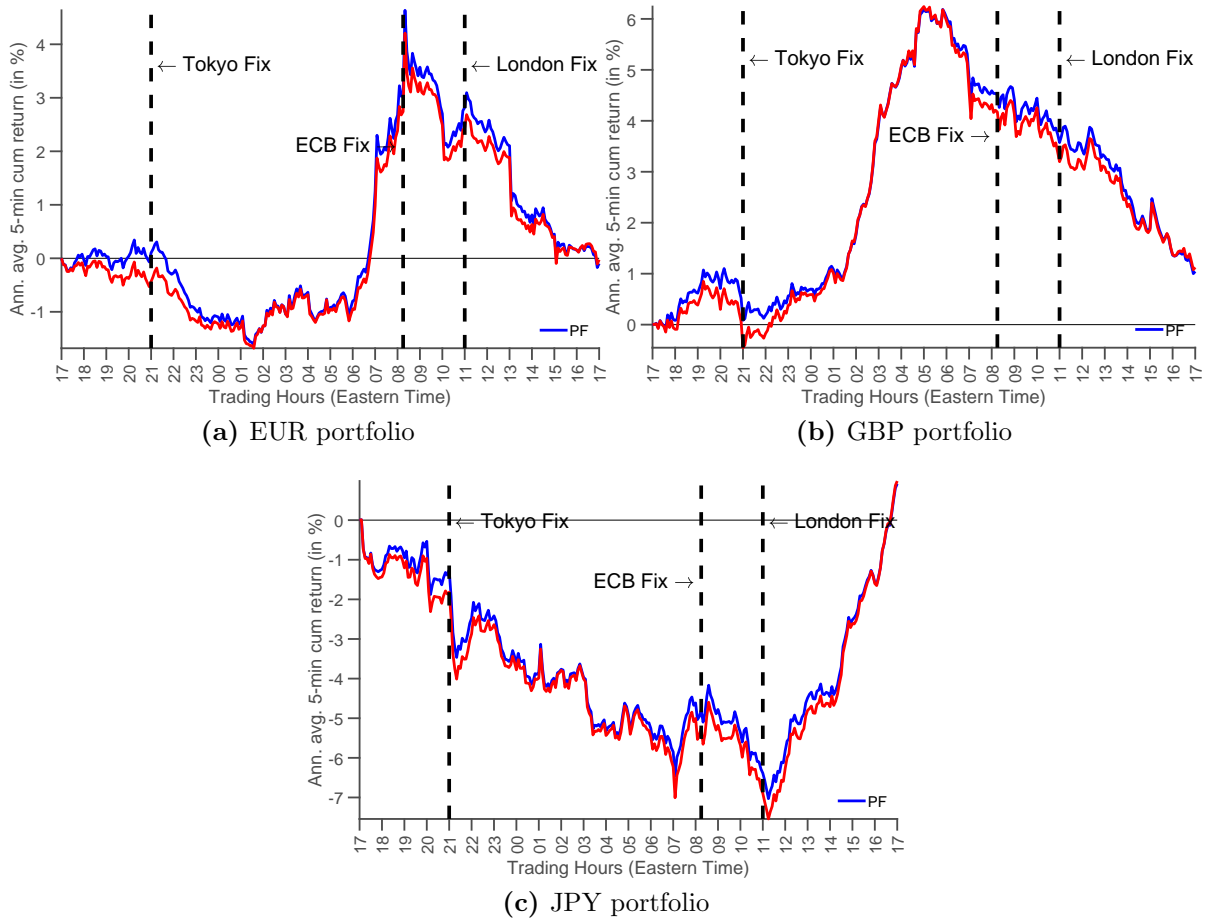 Ann. avg. 5-min cum return (in %)
4
3
2
1
0
-1
← Tokyo Fix
ECB Fix →
← London Fix
PF
17 18 19 20 21 22 23 00 01 02 03 04 05 06 07 08 09 10 11 12 13 14 15 16 17
Trading Hours (Eastern Time)
(a) EUR portfolio
Ann. avg. 5-min cum return (in %)
6
5
4
3
2
1
0
← Tokyo Fix
ECB Fix →
← London Fix
PF
17 18 19 20 21 22 23 00 01 02 03 04 05 06 07 08 09 10 11 12 13 14 15 16 17
Trading Hours (Eastern Time)
(b) GBP portfolio
Ann. avg. 5-min cum return (in %)
0
-1
-2
-3
-4
-5
-6
-7
← Tokyo Fix
ECB Fix →
← London Fix
PF
17 18 19 20 21 22 23 00 01 02 03 04 05 06 07 08 09 10 11 12 13 14 15 16 17
Trading Hours (Eastern Time)
(c) JPY portfolio